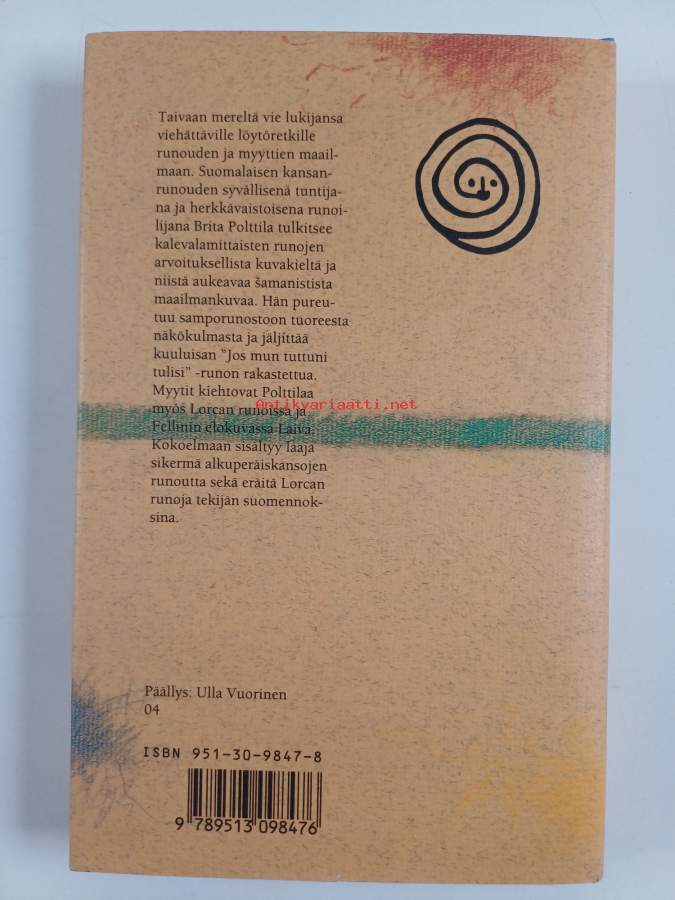 Taivaan mereltä vie lukijansa
viehättäville löytöretkille
runouden ja myyttien maail-
maan. Suomalaisen kansan-
runouden syvällisenä tuntija-
na ja herkkävaistoisena runoi-
lijana Brita Polttila tulkitsee
kalevalamittaisten runojen
arvoituksellista kuvakieltä ja
niistä aukeavaa šamanistista
maailmankuvaa. Hän pureu-
tuu samporunostoon tuoreesta
näkökulmasta ja jäljittää
kuuluisan "Jos mun tuttuni
tulisi" -runon rakastettua.
Myytit kiehtovat Polttilaa
myös Lorcan runoissa ja
Fellinin elokuvassa Laiva.
Kokoelmaan sisältyy laaja
sikermä alkuperäiskansojen
runoutta sekä eräitä Lorcan
runoja tekijän suomennok-
sina.
Antikvariaatti.net
Päällys: Ulla Vuorinen
04
ISBN 951-30-9847-8
9 789513 098476